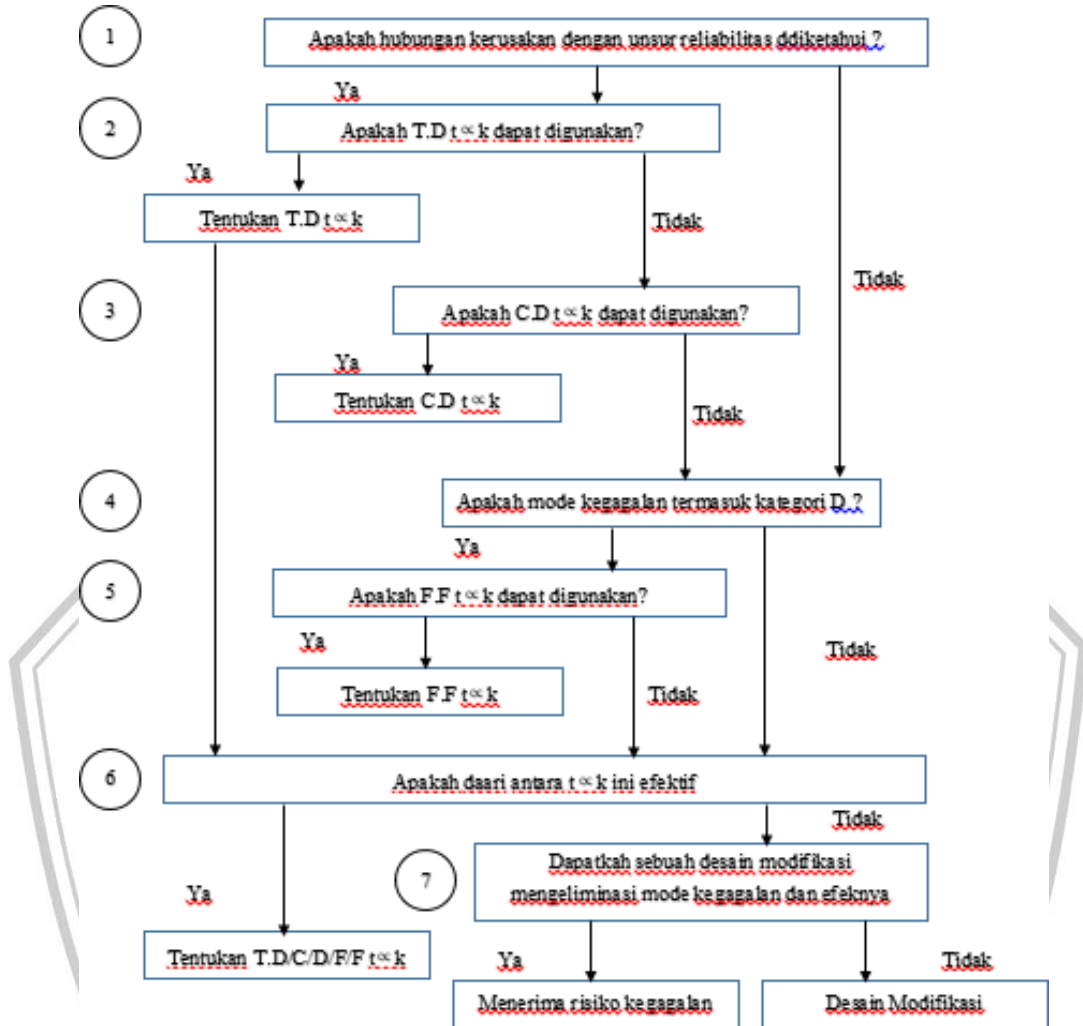 1
Apakah hubungan kerusakan dengan unsur reliabilitas ddiketahui ?
Ya
2
Apakah T.D t∝k dapat digunakan?
Ya
Tentukan T.D t∝k
Tidak
Tidak
3
Apakah C.D t∝k dapat digunakan?
Ya
Tentukan C.D t∝k
Tidak
4
Apakah mode kegagalan termasuk kategori D ?
Ya
5
Apakah F.F t∝k dapat digunakan?
Ya
Tidak
Tentukan F.F t∝k
Tidak
6
Apakah daari antara t∝k ini efektif
Tidak
7
Dapatkah sebuah desain modifikasi
mengeliminasi mode kegagalan dan efeknya
Ya
Tentukan T.D/C/D/F/F t∝k
Ya
Tidak
Menerima risiko kegagalan
Desain Modifikasi